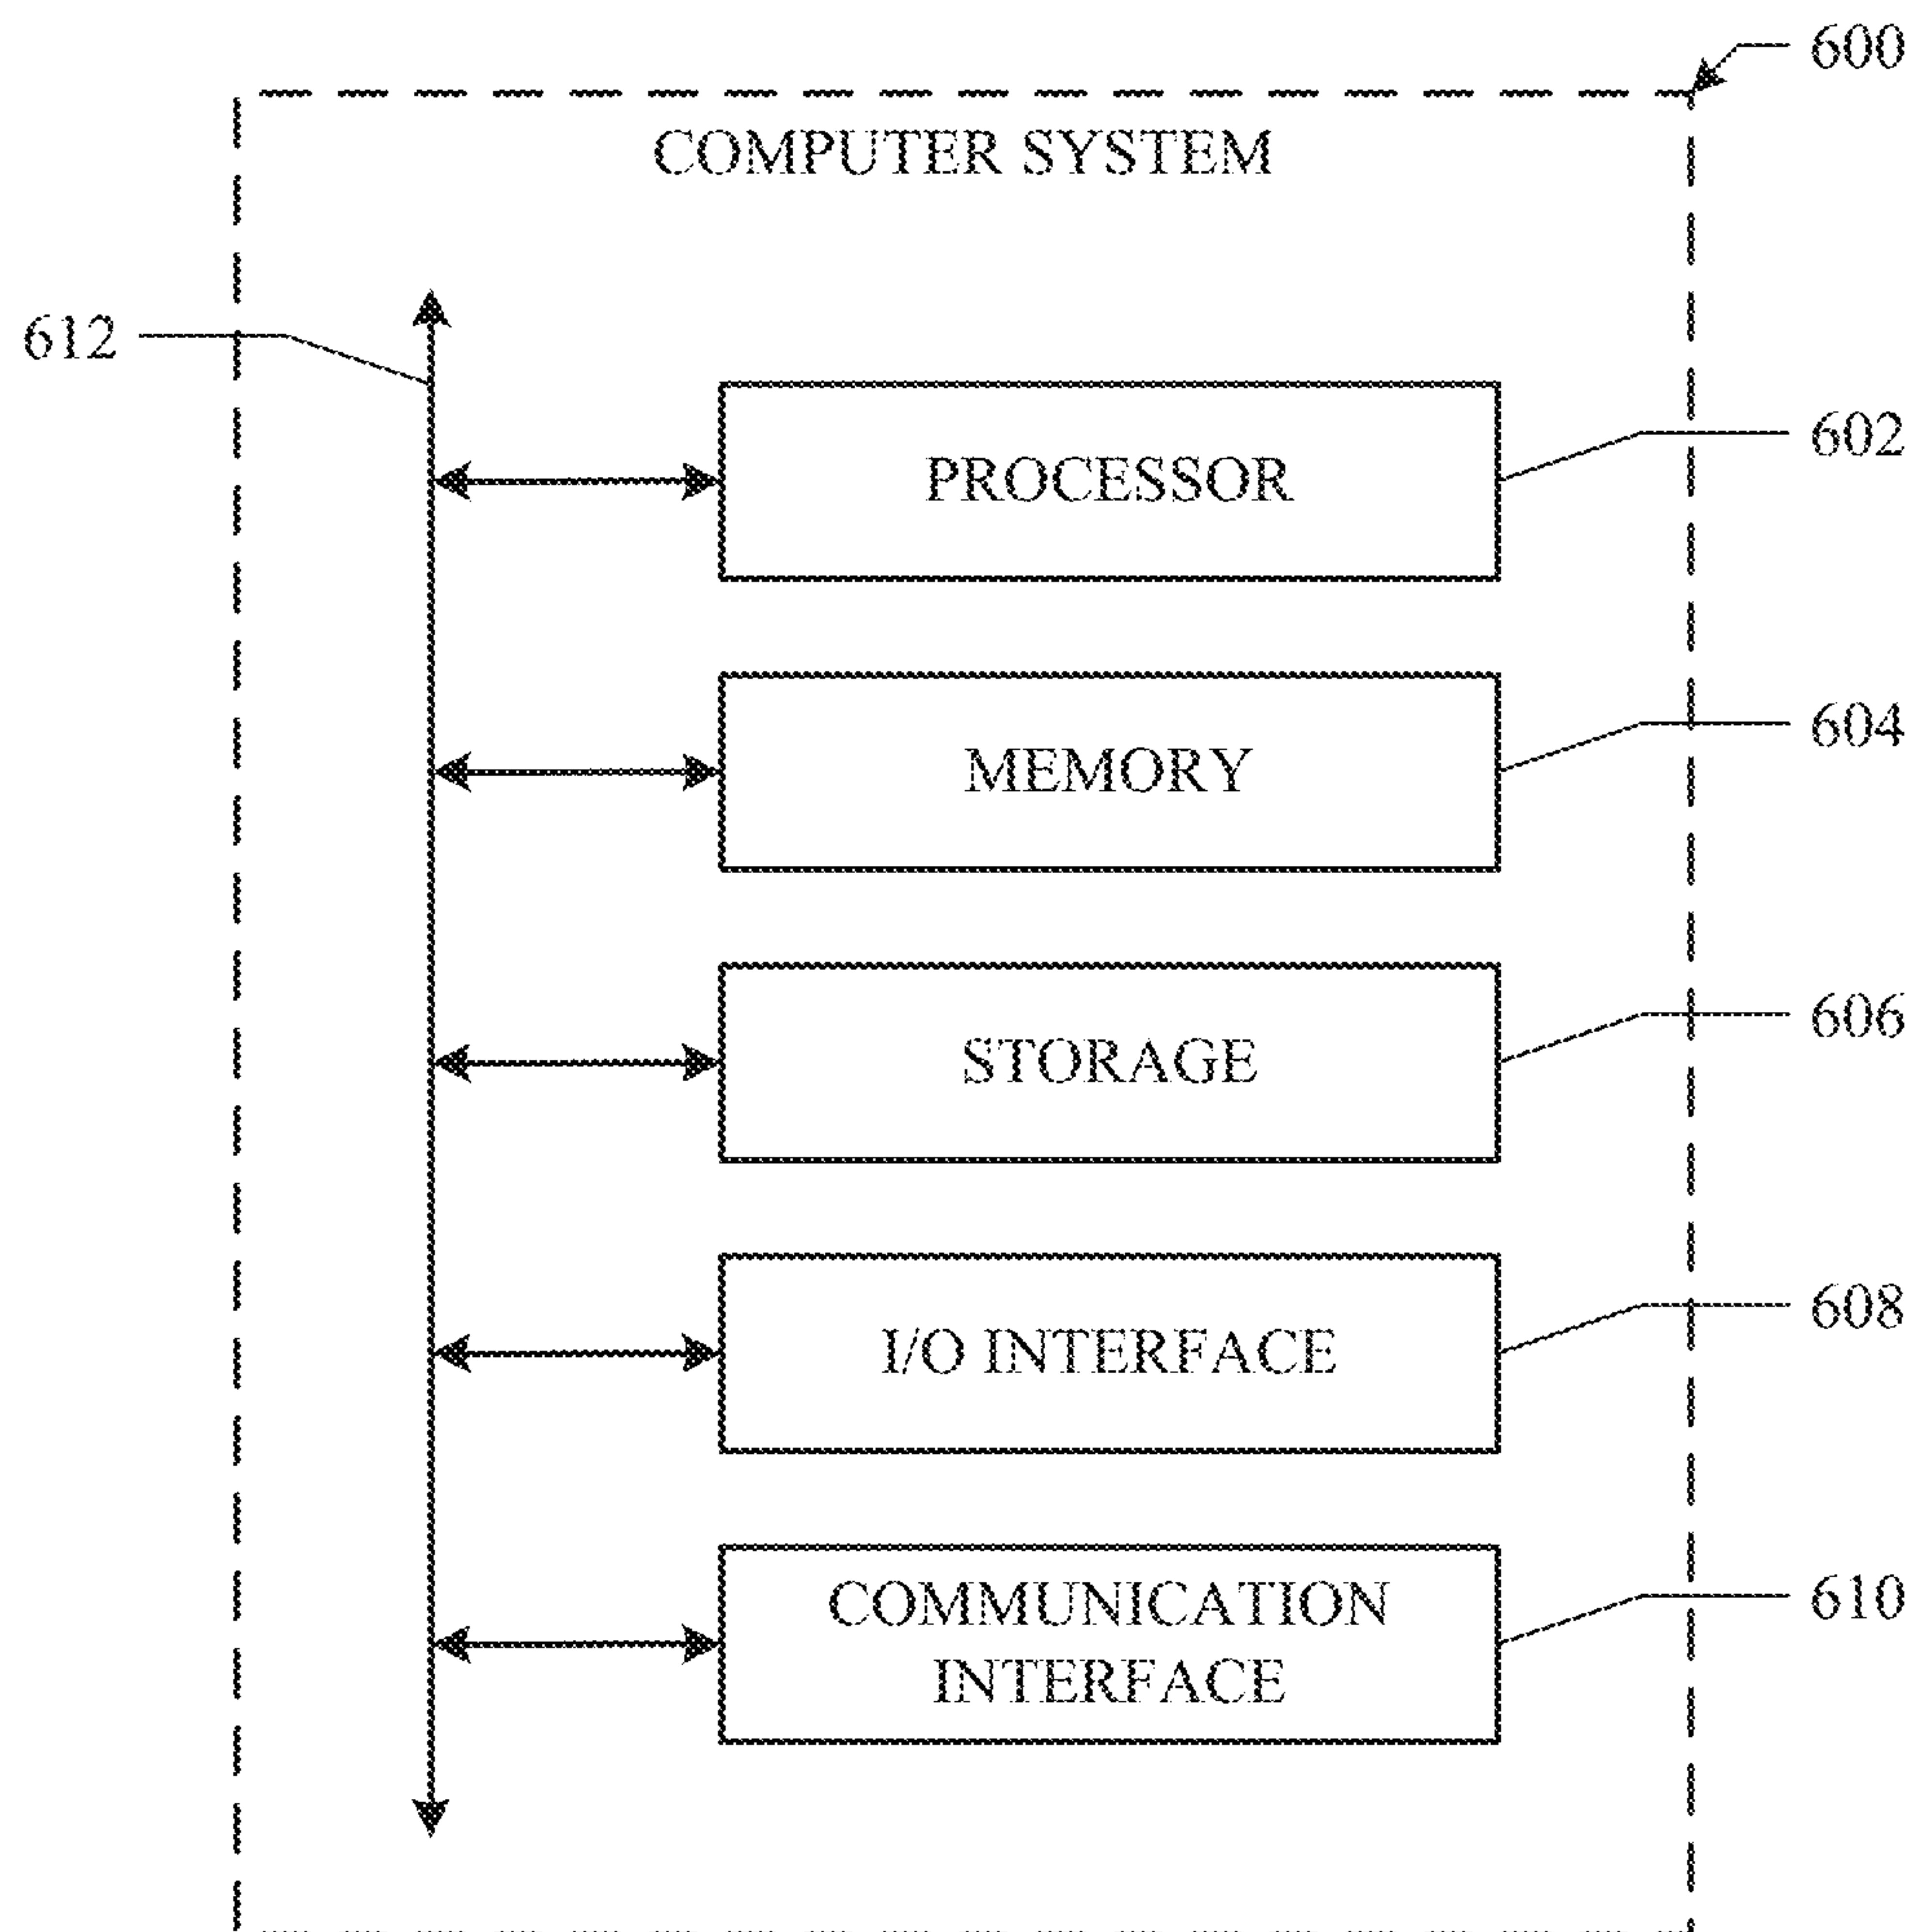 600
COMPUTER SYSTEM
612
PROCESSOR
602
MEMORY
604
STORAGE
606
I/O INTERFACE
608
COMMUNICATION
INTERFACE
610